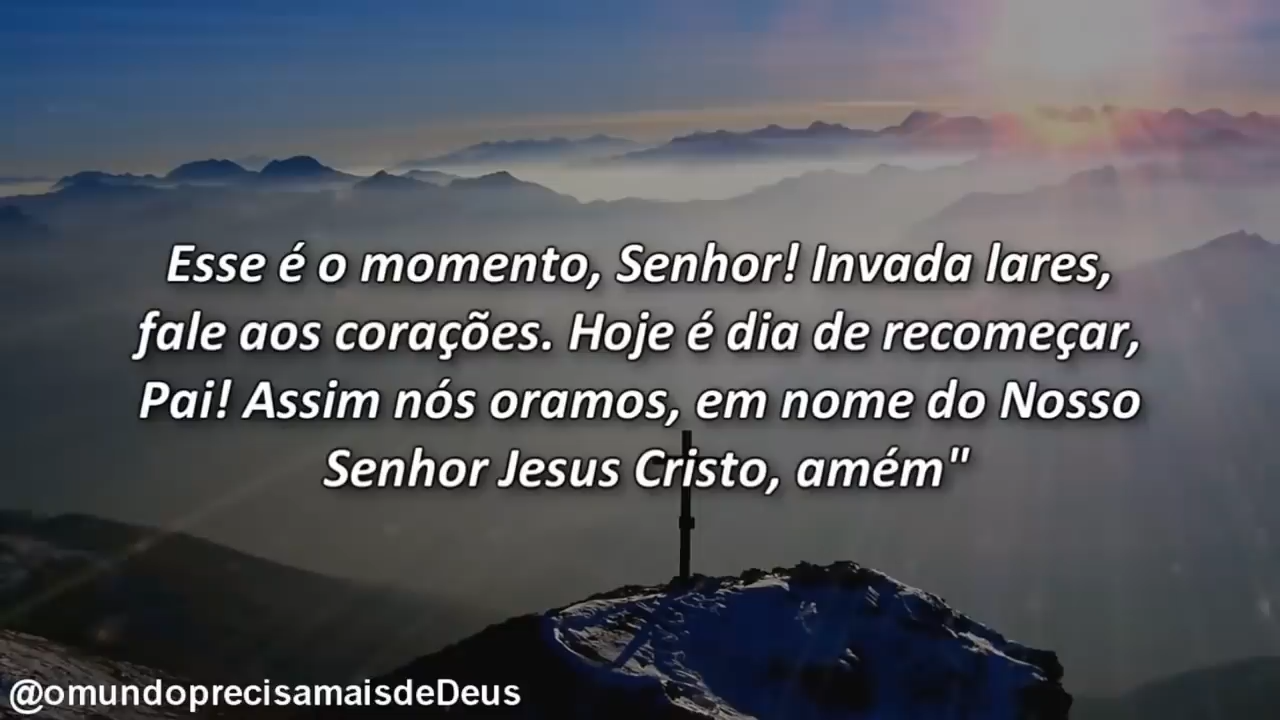 Esse é o momento, Senhor! Invada lares,
fale aos corações. Hoje é dia de recomeçar,
Pai! Assim nós oramos, em nome do Nosso
Senhor Jesus Cristo, amém"
@omundoprecisamaisdeDeus